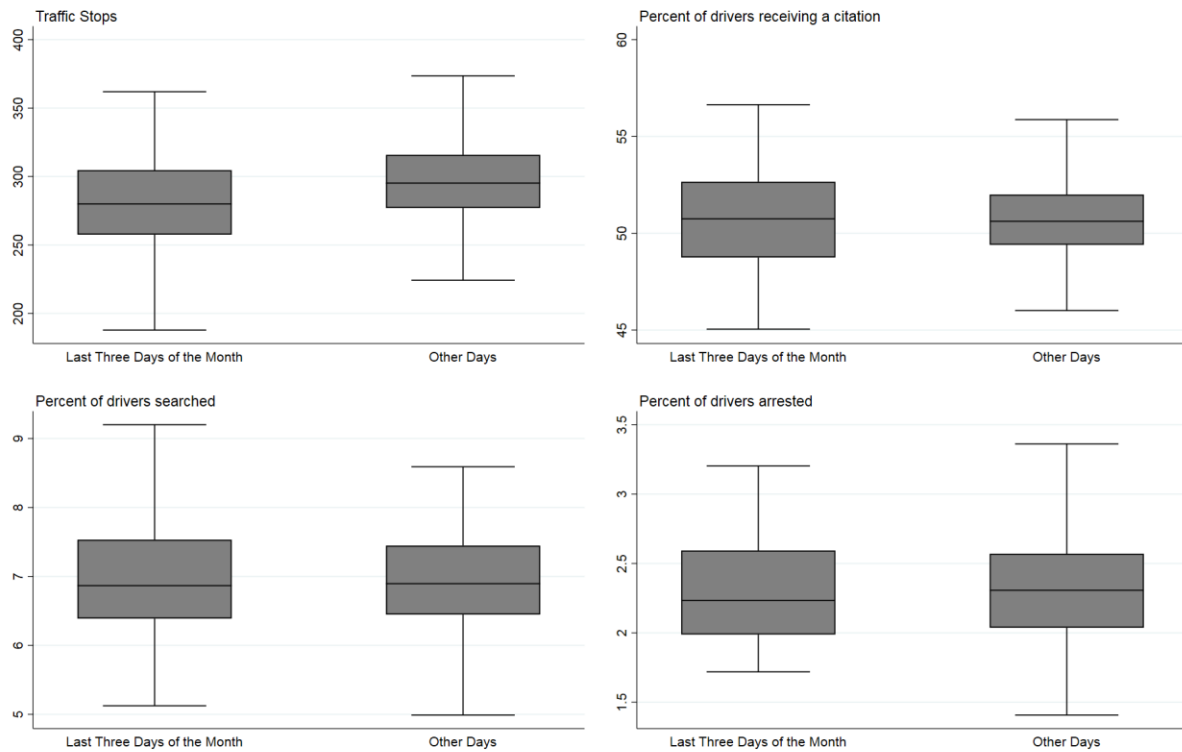 Traffic Stops
400
350
300
250
200
Last Three Days of the Month
Other Days
Percent of drivers receiving a citation
60
55
50
45
Last Three Days of the Month
Other Days
Percent of drivers searched
9
8
7
6
5
Last Three Days of the Month
Other Days
Percent of drivers arrested
3.5
3
2.5
2
1.5
Last Three Days of the Month
Other Days